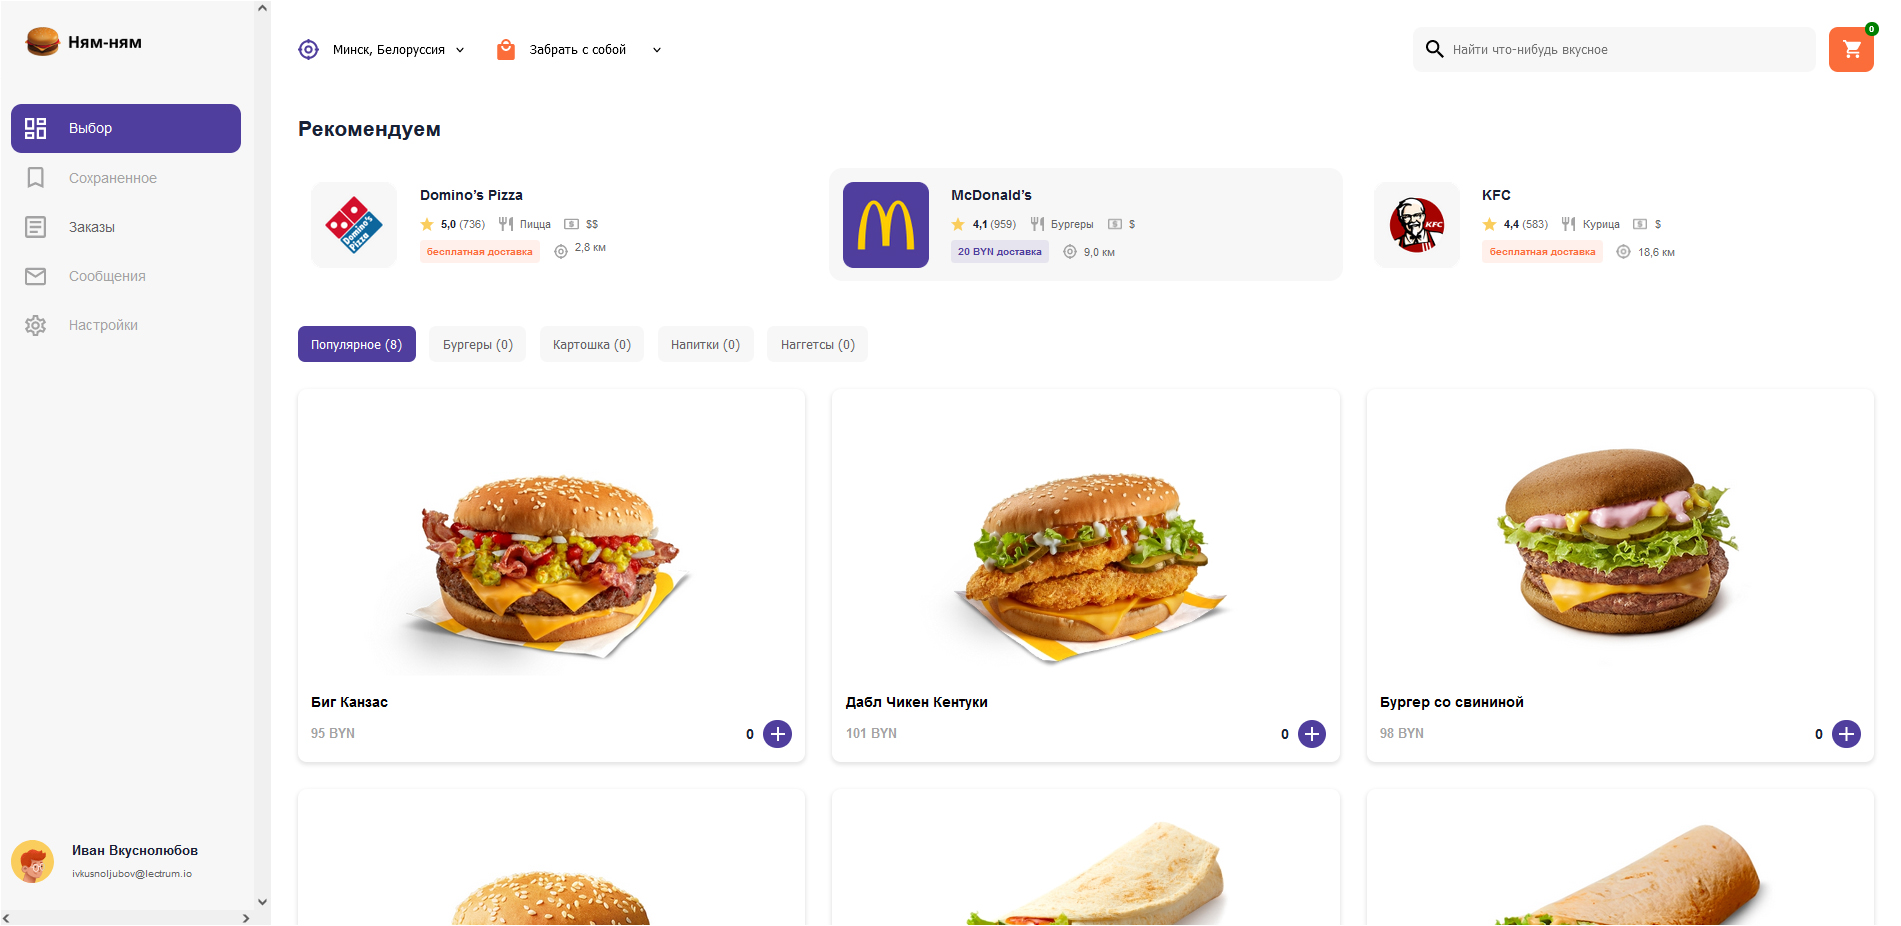 Ням-ням
Выбор
Сохраненное
Заказы
Сообщения
Настройки
Иван Вкуснолюбов
ivkusnoljubov@lectrum.io
Минск, Белоруссия
Забрать с собой
Найти что-нибудь вкусное
0
Рекомендуем
Domino's
Pizza
Domino’s Pizza
5,0 (736) Пицца $$
бесплатная доставка 2,8 км
McDonald’s
4,1 (959) Бургеры $
20 BYN доставка 9,0 км
KFC
KFC
4,4 (583) Курица $
бесплатная доставка 18,6 км
Популярное (8)
Бургеры (0)
Картошка (0)
Напитки (0)
Наггетсы (0)
Биг Канзас
95 BYN 0
Дабл Чикен Кентуки
101 BYN 0
Бургер со свининой
98 BYN 0